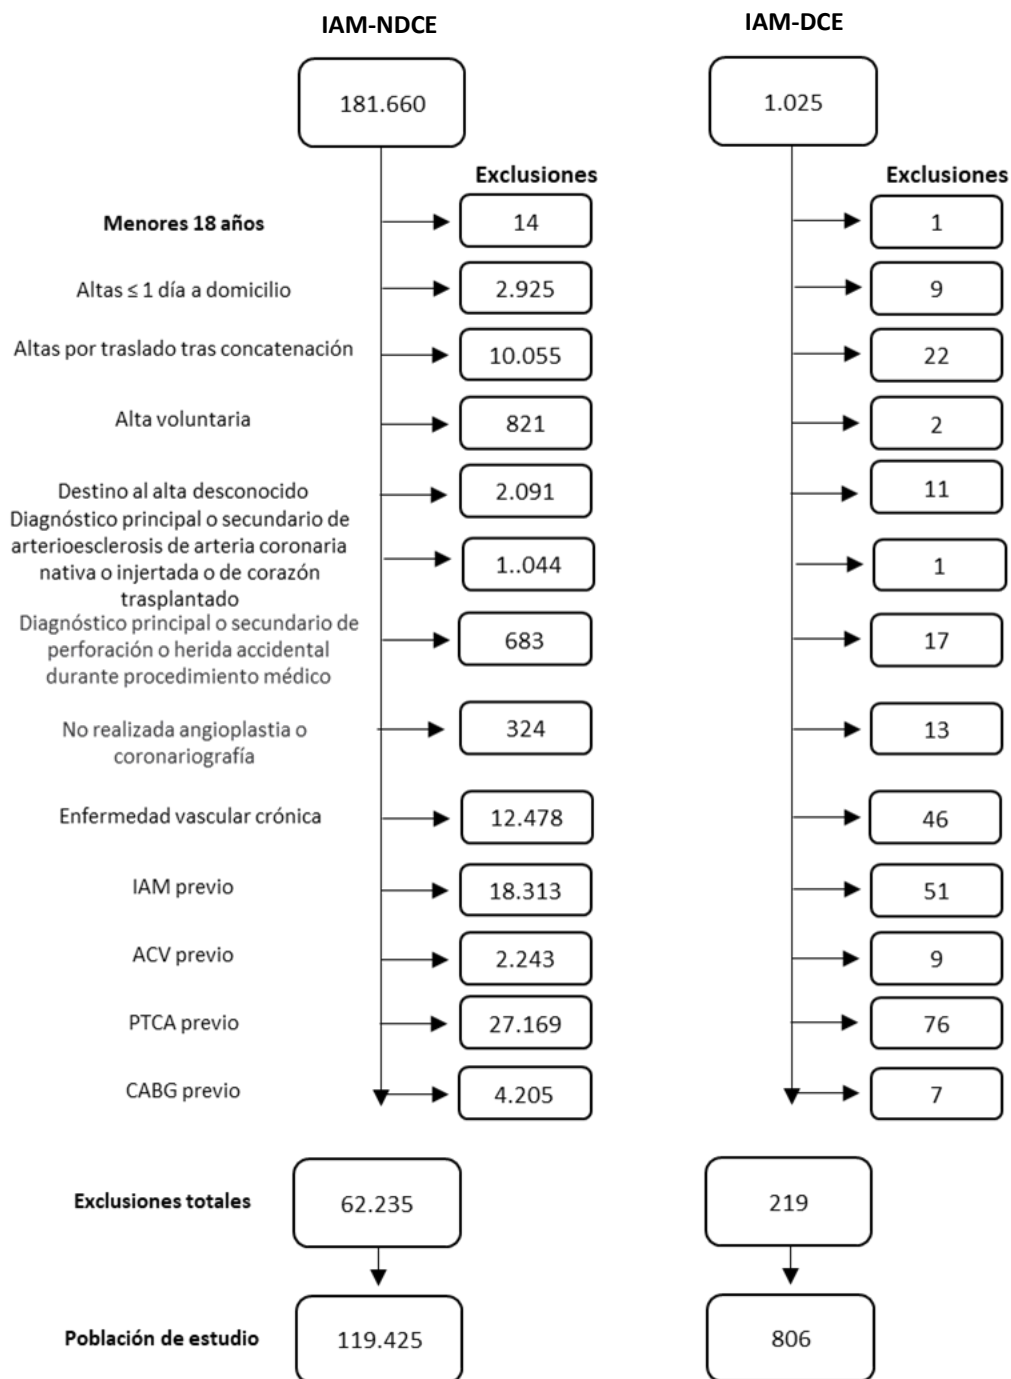 IAM-NDCE
IAM-DCE
181.660
1.025
Exclusiones
Exclusiones
Menores 18 años
14
1
Altas ≤ 1 día a domicilio
2.925
9
Altas por traslado tras concatenación
10.055
22
Alta voluntaria
821
2
Destino al alta desconocido
2.091
11
Diagnóstico principal o secundario de
arterioesclerosis de arteria coronaria
nativa o injertada o de corazón
trasplantado
1..044
1
Diagnóstico principal o secundario de
perforación o herida accidental
durante procedimiento médico
683
17
No realizada angioplastia o
coronariografía
324
13
Enfermedad vascular crónica
12.478
46
IAM previo
18.313
51
ACV previo
2.243
9
PTCA previo
27.169
76
CABG previo
4.205
7
Exclusiones totales
62.235
219
Población de estudio
119.425
806